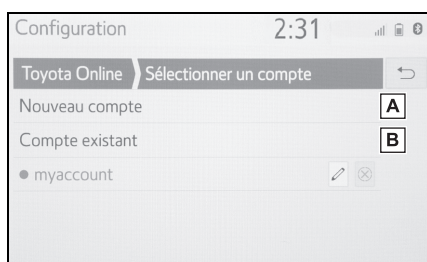 Configuration 2:31
Toyota Online Sélectionner un compte
Nouveau compte A
Compte existant B
myaccount